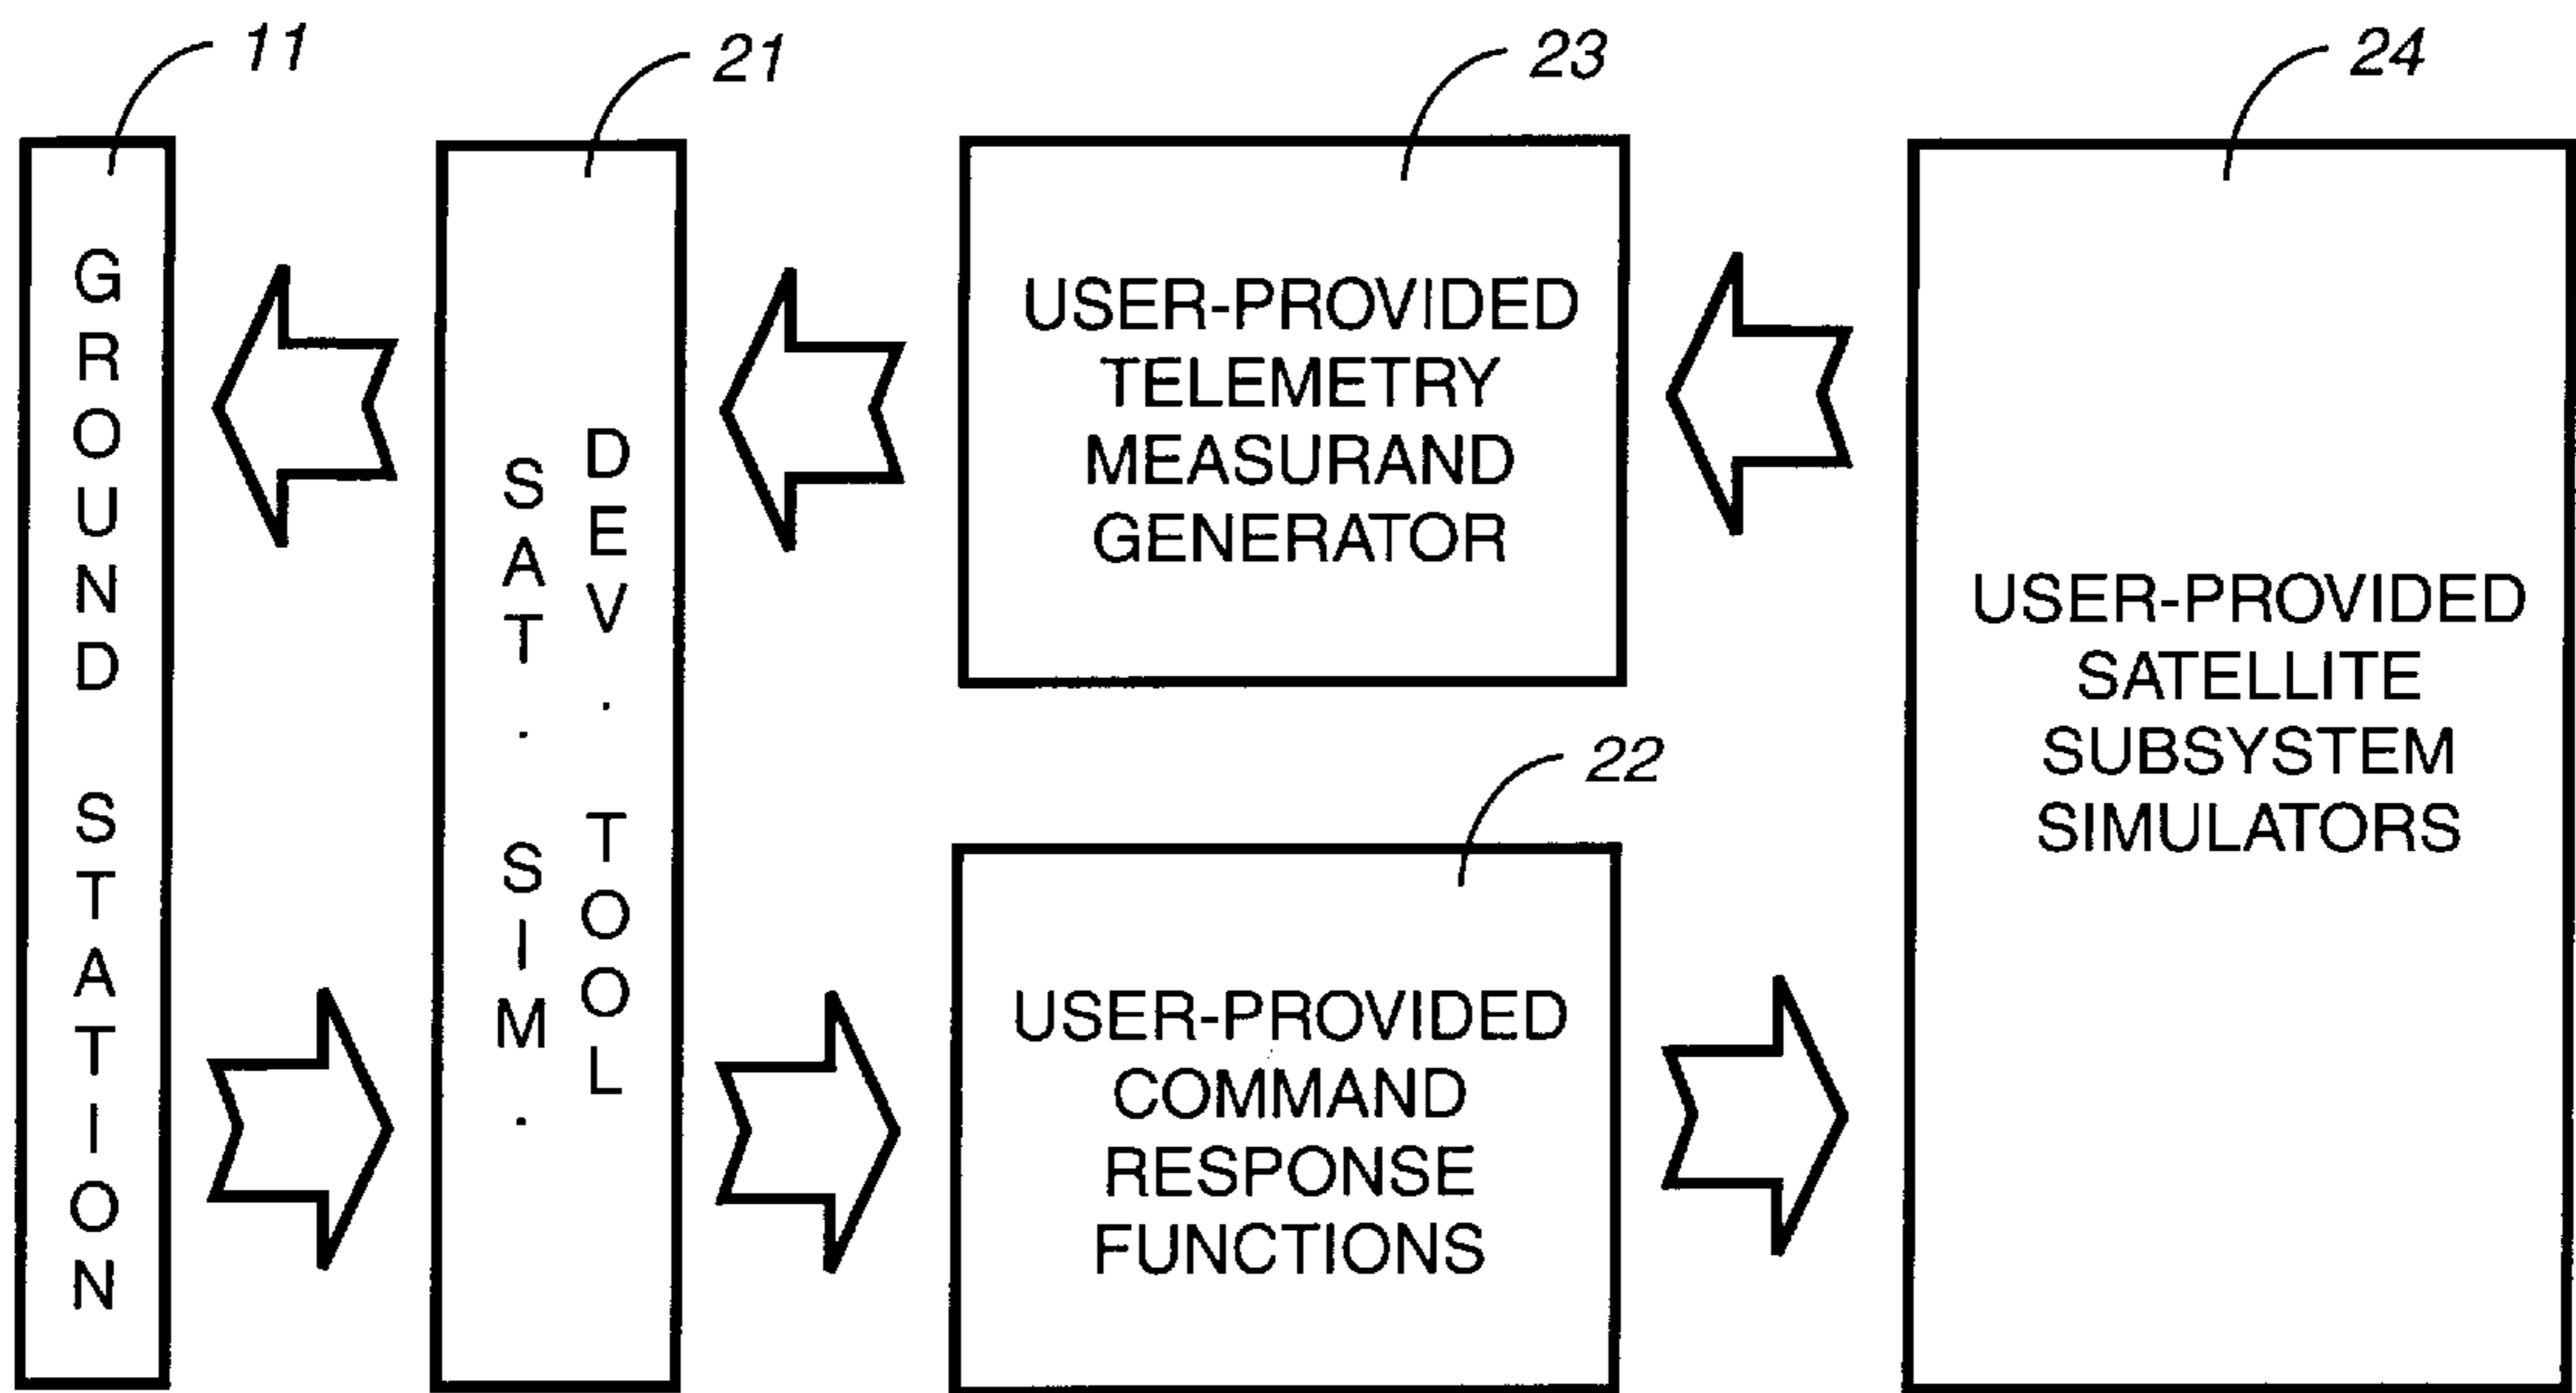 11
21
23
24
GROUND STATION
SAT. SIM.
DEV. TOOL
USER-PROVIDED
TELEMETRY
MEASURAND
GENERATOR
22
USER-PROVIDED
COMMAND
RESPONSE
FUNCTIONS
USER-PROVIDED
SATELLITE
SUBSYSTEM
SIMULATORS